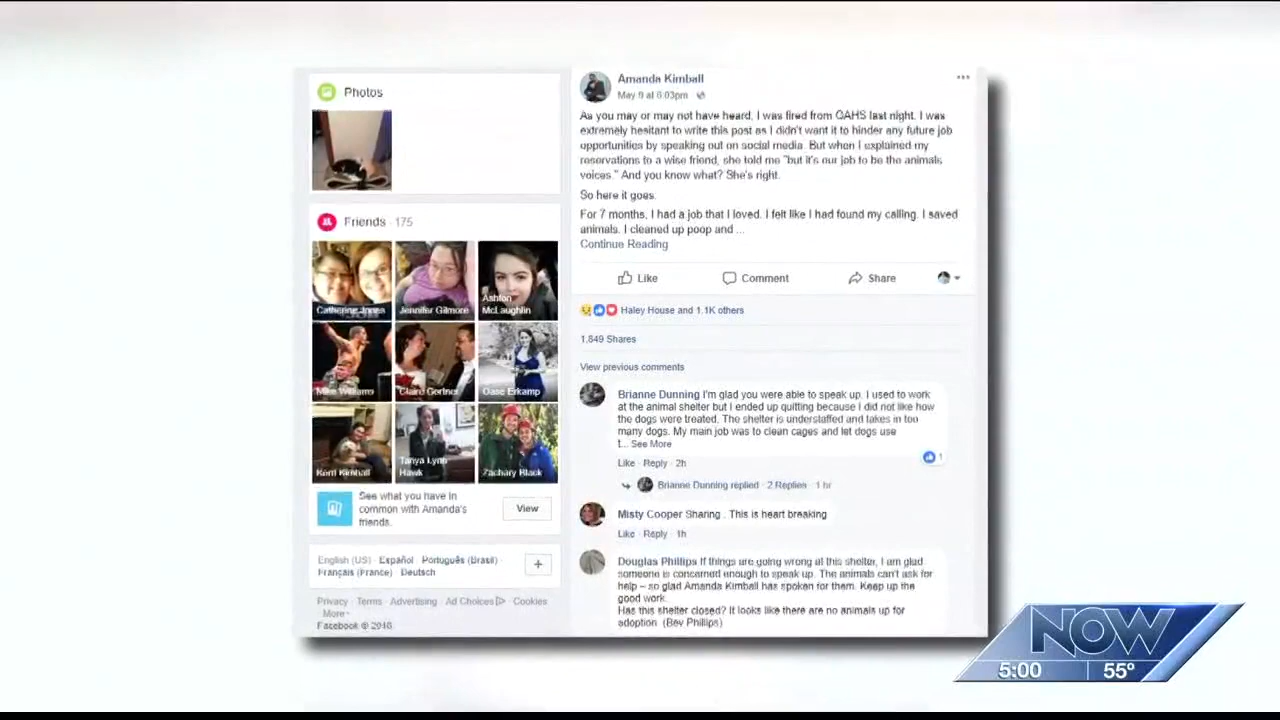 Photos
Friends · 175
Catherine Jones
Jennifer Gilmore
Ashton
McLaughlin
Mike Williams
Claire Gortner
Kerri Kimball
Tanya Lynn
Hawk
Zachary Black
See what you have in
common with Amanda's
friends.
View
English (US) · Español · Português (Brasil) ·
Français (France) · Deutsch
+
Privacy · Terms · Advertising · Ad Choices · Cookies ·
More
Facebook © 2018
Amanda Kimball
May 9 at 6:03pm
As you may or may not have heard, I was fired from OAHS last night. I was
extremely hesitant to write this post as I didn't want it to hinder any future job
opportunities by speaking out on social media. But when I explained my
reservations to a wise friend, she told me "but it's our job to be the animals
voices." And you know what? She's right.
So here it goes.
For 7 months, I had a job that I loved. I felt like I had found my calling. I saved
animals. I cleaned up poop and ...
Continue Reading
Like
Comment
Share
Haley House and 1.1K others
1,849 Shares
View previous comments
Brianne Dunning I'm glad you were able to speak up. I used to work
at the animal shelter but I ended up quitting because I did not like how
the dogs were treated. The shelter is understaffed and takes in too
many dogs. My main job was to clean cages and let dogs use
t... See More
1
Like · Reply · 2h
Brianne Dunning replied · 2 Replies · 1 hr
Misty Cooper Sharing . This is heart breaking
Like · Reply · 1h
Douglas Phillips If things are going wrong at this shelter, I am glad
someone is concerned enough to speak up. The animals can't ask for
help – so glad Amanda Kimball has spoken for them. Keep up the
good work.
Has this shelter closed? It looks like there are no animals up for
adoption. (Bev Phillips)
NOW
5:00
55°